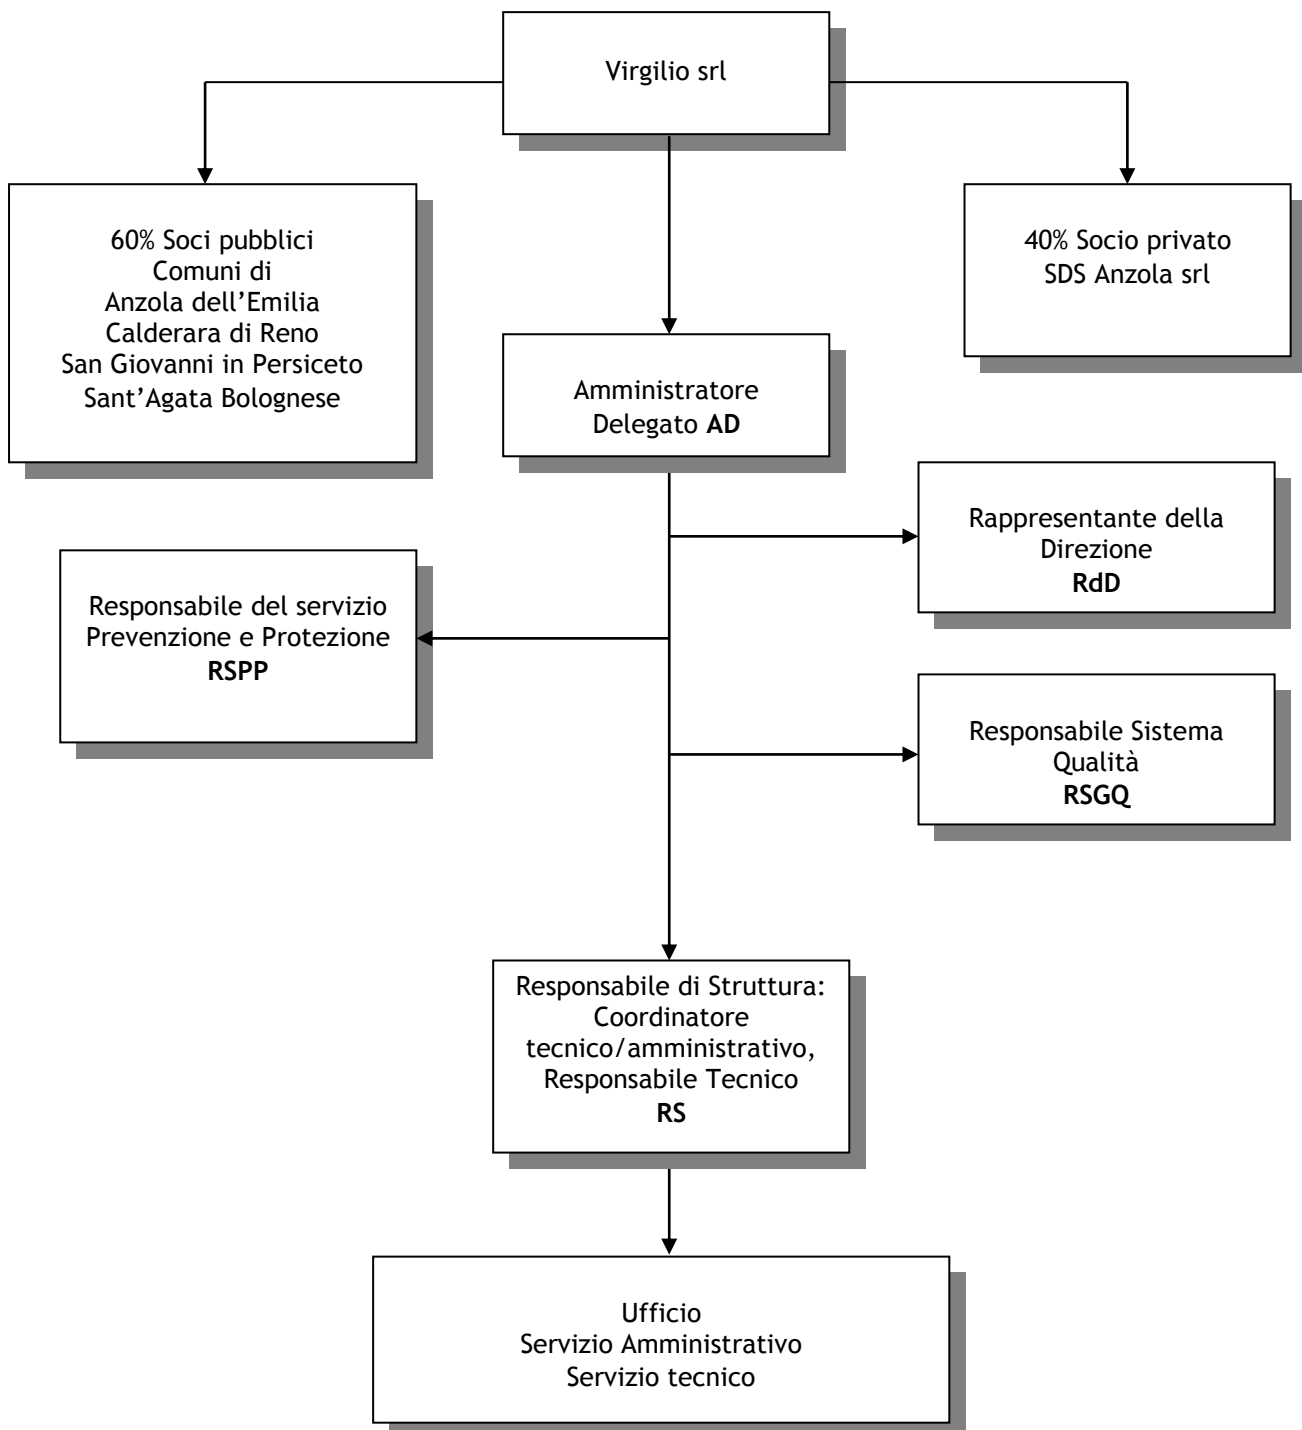 Virgilio srl
60% Soci pubblici
Comuni di
Anzola dell’Emilia
Calderara di Reno
San Giovanni in Persiceto
Sant’Agata Bolognese
40% Socio privato
SDS Anzola srl
Amministratore
Delegato AD
Rappresentante della
Direzione
RdD
Responsabile del servizio
Prevenzione e Protezione
RSPP
Responsabile Sistema
Qualità
RSGQ
Responsabile di Struttura:
Coordinatore
tecnico/amministrativo,
Responsabile Tecnico
RS
Ufficio
Servizio Amministrativo
Servizio tecnico